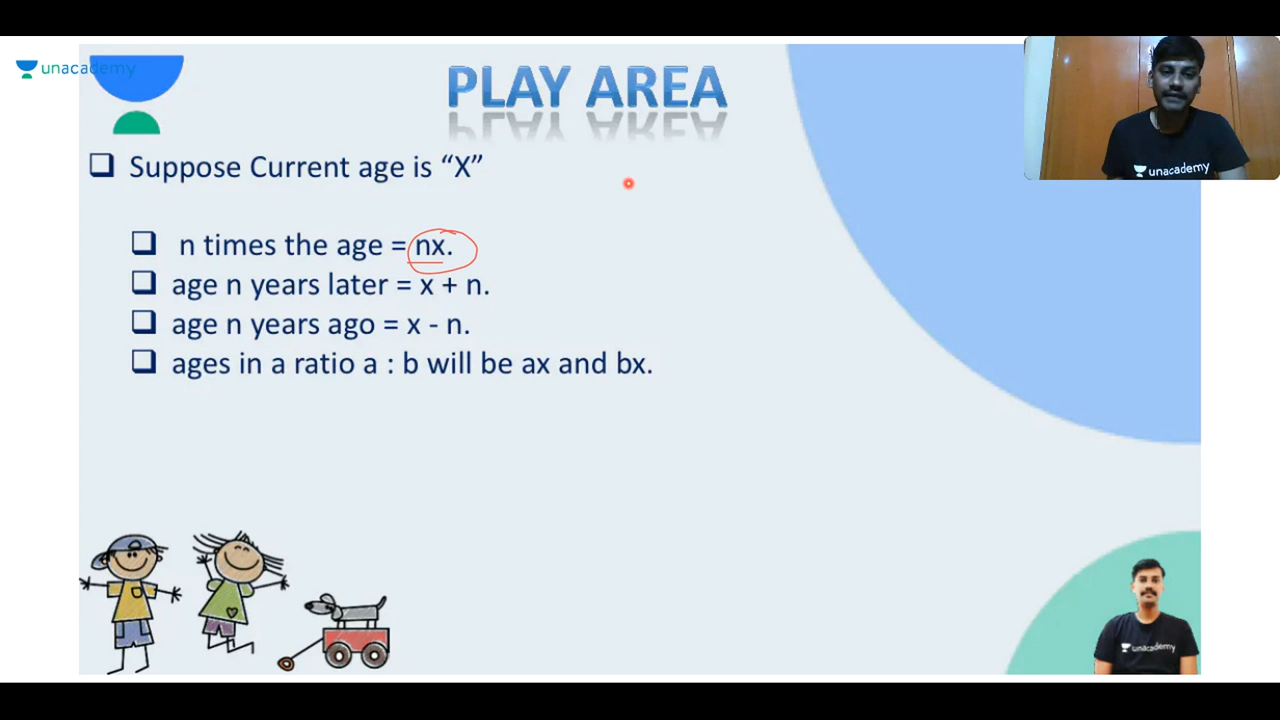 unacademy
PLAY AREA
Suppose Current age is “X”
n times the age = nx.
age n years later = x + n.
age n years ago = x - n.
ages in a ratio a : b will be ax and bx.
unacademy
unacademy